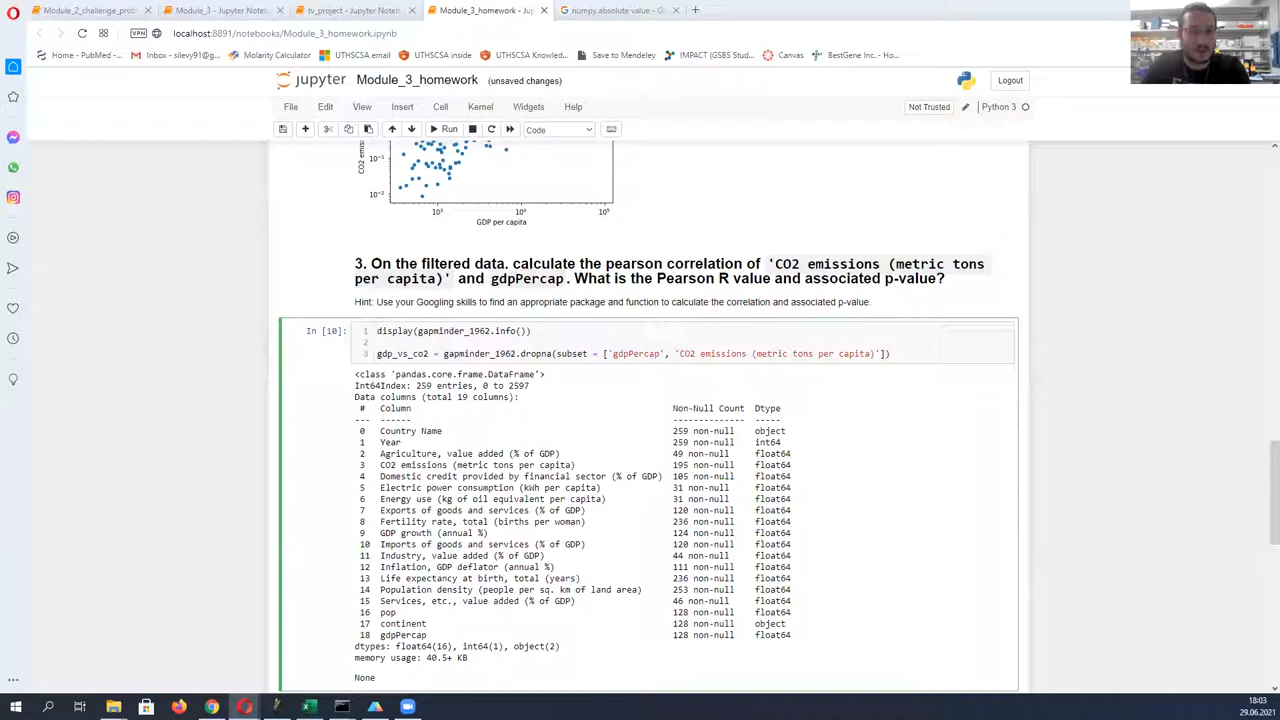 Module_2_challenge_prob
Module_3 - Jupyter Noteb
tv_project - Jupyter Noteb
Module_3_homework - Ju
numpy.absolute value - G
VPN
localhost:8891/notebooks/Module_3_homework.ipynb
Home - PubMed -
Inbox - silevy91@gm
Molarity Calculator
UTHSCSA email
UTHSCSA Knowled...
Save to Mendeley
IMPACT (GSBS Stud...
Canvas
BestGene Inc. - Ho...
jupyter
Module_3_homework
(unsaved changes)
Logout
File
Edit
View
Insert
Cell
Kernel
Widgets
Help
Not Trusted
Python 3
Run
Code
CO2 emiss
10⁻¹
10⁻²
10³
10⁴
10⁵
GDP per capita
3. On the filtered data. calculate the pearson correlation of 'CO2 emissions (metric tons
per capita)' and gdpPercap. What is the Pearson R value and associated p-value?
Hint: Use your Googling skills to find an appropriate package and function to calculate the correlation and associated p-value.
In [10]:
1 display(gapminder_1962.info())
2
3 gdp_vs_co2 = gapminder_1962.dropna(subset = ['gdpPercap', 'CO2 emissions (metric tons per capita)'])
<class 'pandas.core.frame.DataFrame'>
Int64Index: 259 entries, 0 to 2597
Data columns (total 19 columns):
# Column Non-Null Count Dtype
--- ------ -------------- -----
0 Country Name 259 non-null object
1 Year 259 non-null int64
2 Agriculture, value added (% of GDP) 49 non-null float64
3 CO2 emissions (metric tons per capita) 195 non-null float64
4 Domestic credit provided by financial sector (% of GDP) 105 non-null float64
5 Electric power consumption (kWh per capita) 31 non-null float64
6 Energy use (kg of oil equivalent per capita) 31 non-null float64
7 Exports of goods and services (% of GDP) 120 non-null float64
8 Fertility rate, total (births per woman) 236 non-null float64
9 GDP growth (annual %) 124 non-null float64
10 Imports of goods and services (% of GDP) 120 non-null float64
11 Industry, value added (% of GDP) 44 non-null float64
12 Inflation, GDP deflator (annual %) 111 non-null float64
13 Life expectancy at birth, total (years) 236 non-null float64
14 Population density (people per sq. km of land area) 253 non-null float64
15 Services, etc., value added (% of GDP) 46 non-null float64
16 pop 128 non-null float64
17 continent 128 non-null object
18 gdpPercap 128 non-null float64
dtypes: float64(16), int64(1), object(2)
memory usage: 40.5+ KB
None
18:03
29.06.2021